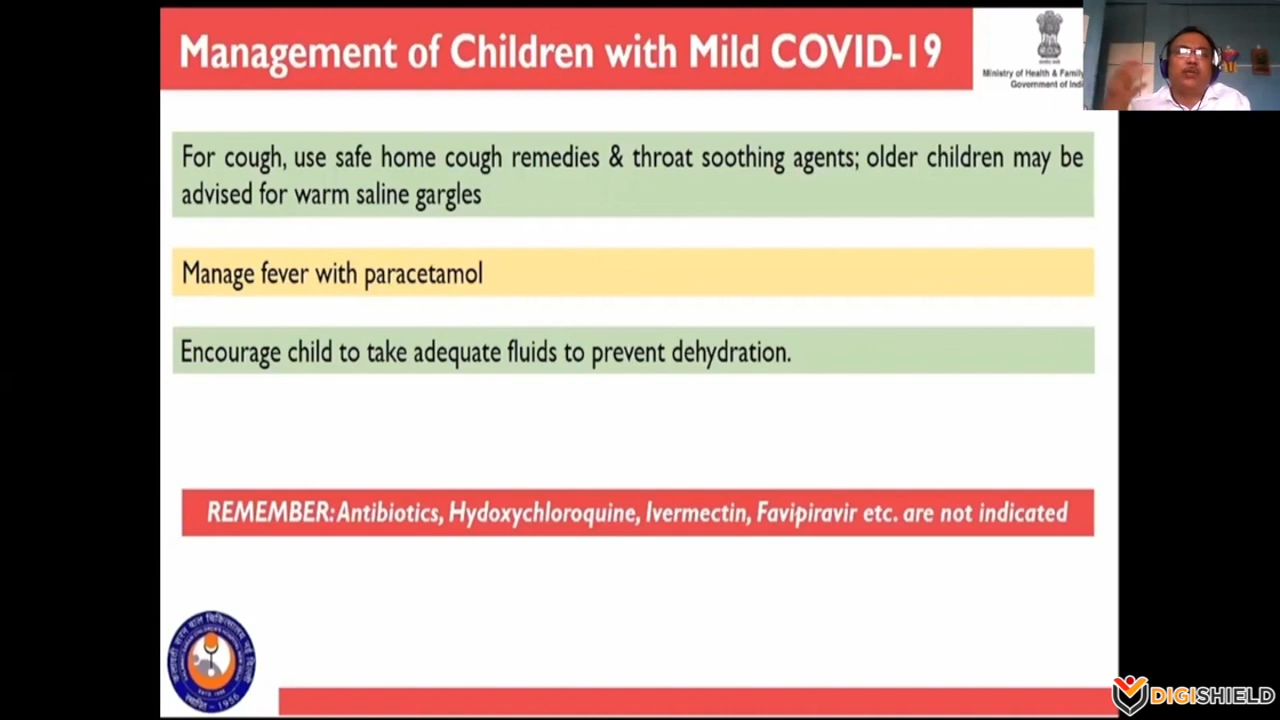 Management of Children with Mild COVID-19
Ministry of Health & Family
Government of Indi
For cough, use safe home cough remedies & throat soothing agents; older children may be
advised for warm saline gargles
Manage fever with paracetamol
Encourage child to take adequate fluids to prevent dehydration.
REMEMBER: Antibiotics, Hydoxychloroquine, Ivermectin, Favipiravir etc. are not indicated
1956
DIGISHIELD